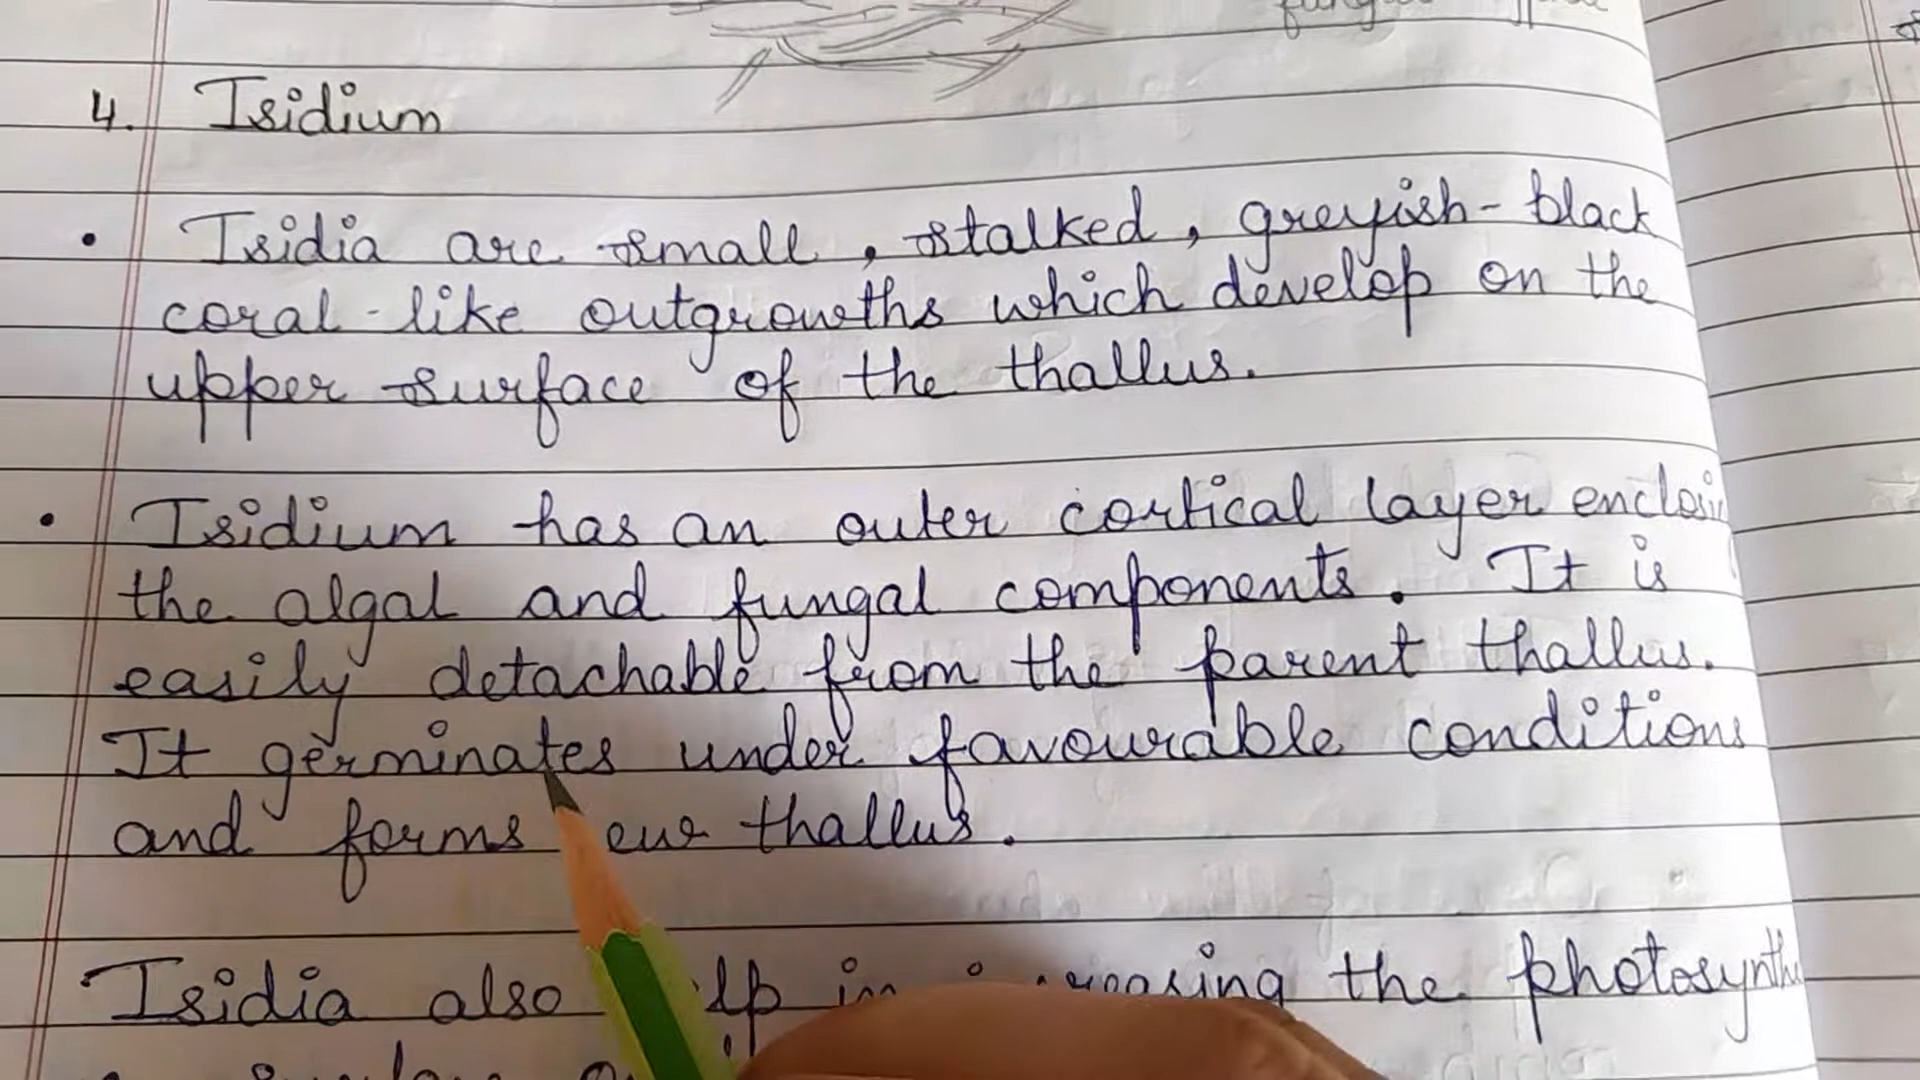 4. Isidium
• Isidia are small, stalked, greyish-black
coral-like outgrowths which develop on the
upper surface of the thallus.
• Isidium has an outer cortical layer
the algal and fungal components. It is
easily detachable from the parent thallus.
It germinates under favourable conditions
and forms thallus.
Isidia also in the